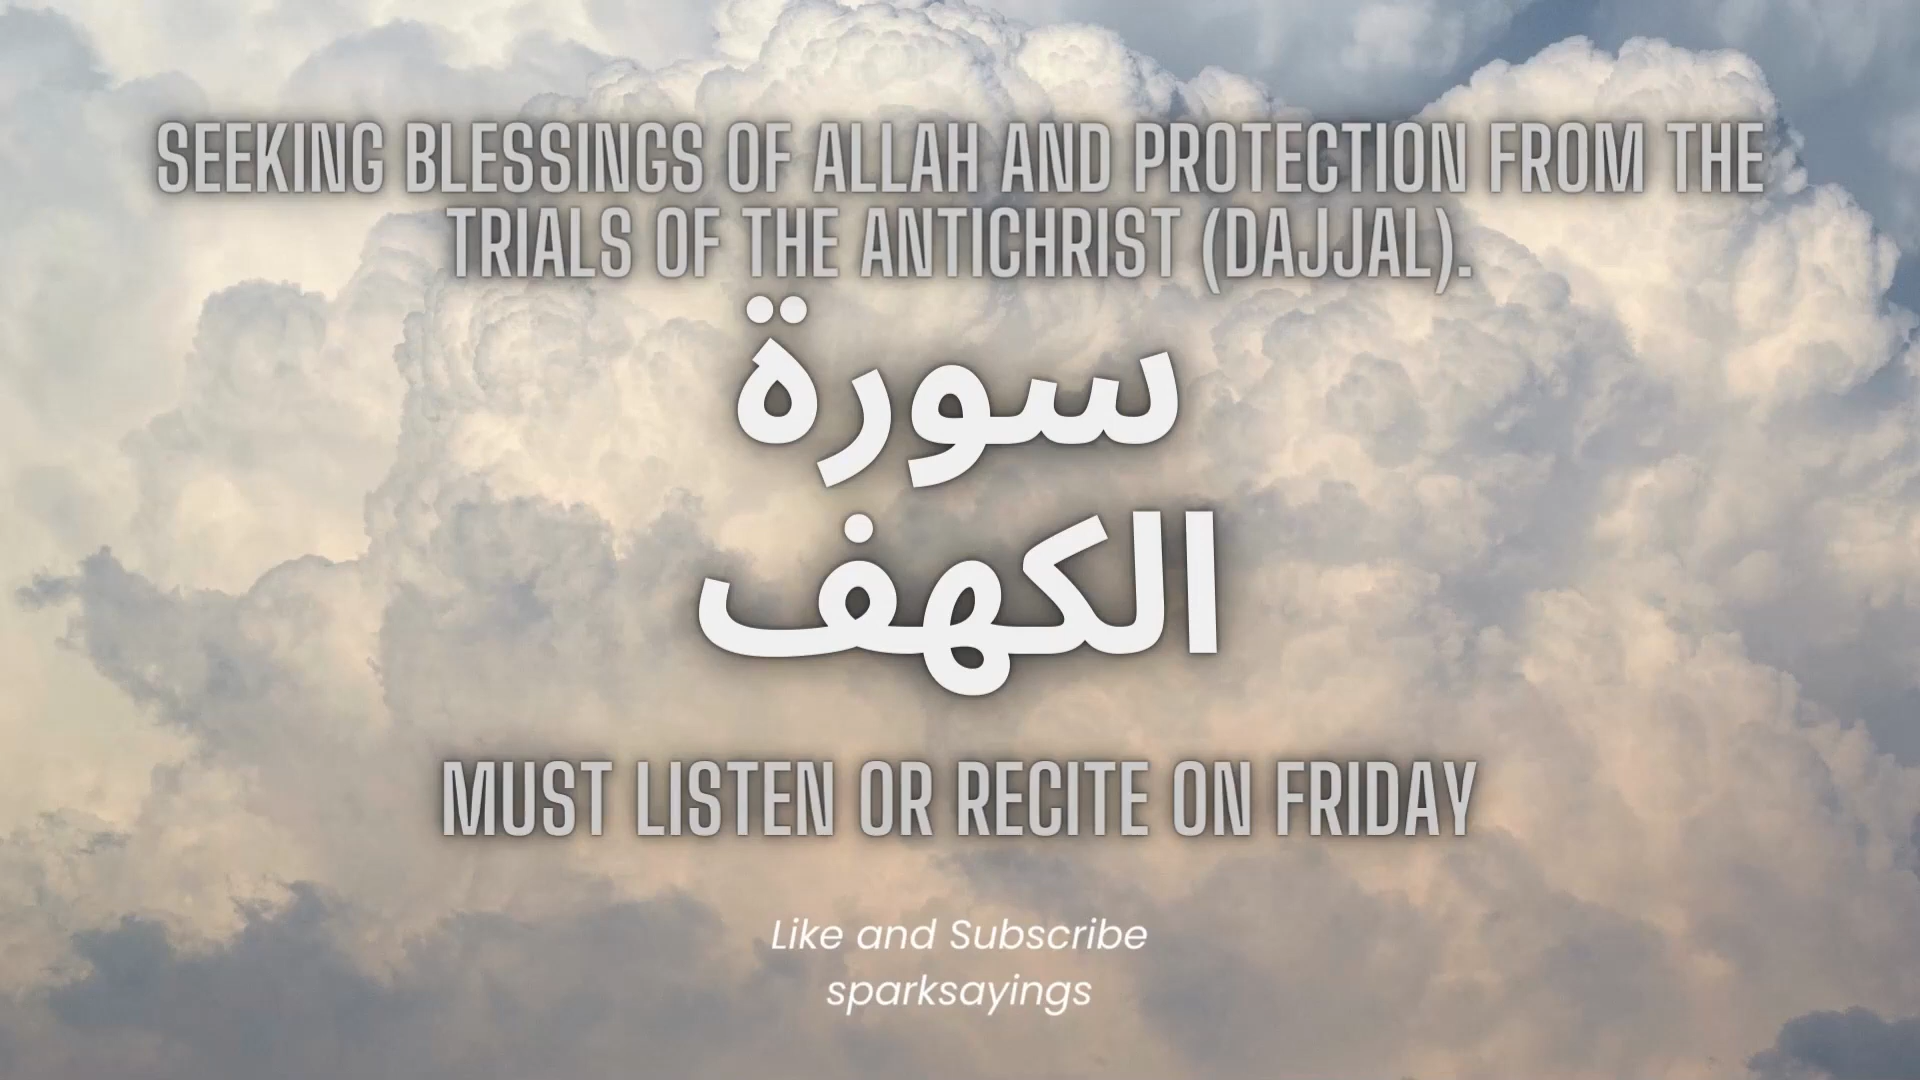 SEEKING BLESSINGS OF ALLAH AND PROTECTION FROM THE
TRIALS OF THE ANTICHRIST (DAJJAL).
سورة
الكهف
MUST LISTEN OR RECITE ON FRIDAY
Like and Subscribe
sparksayings